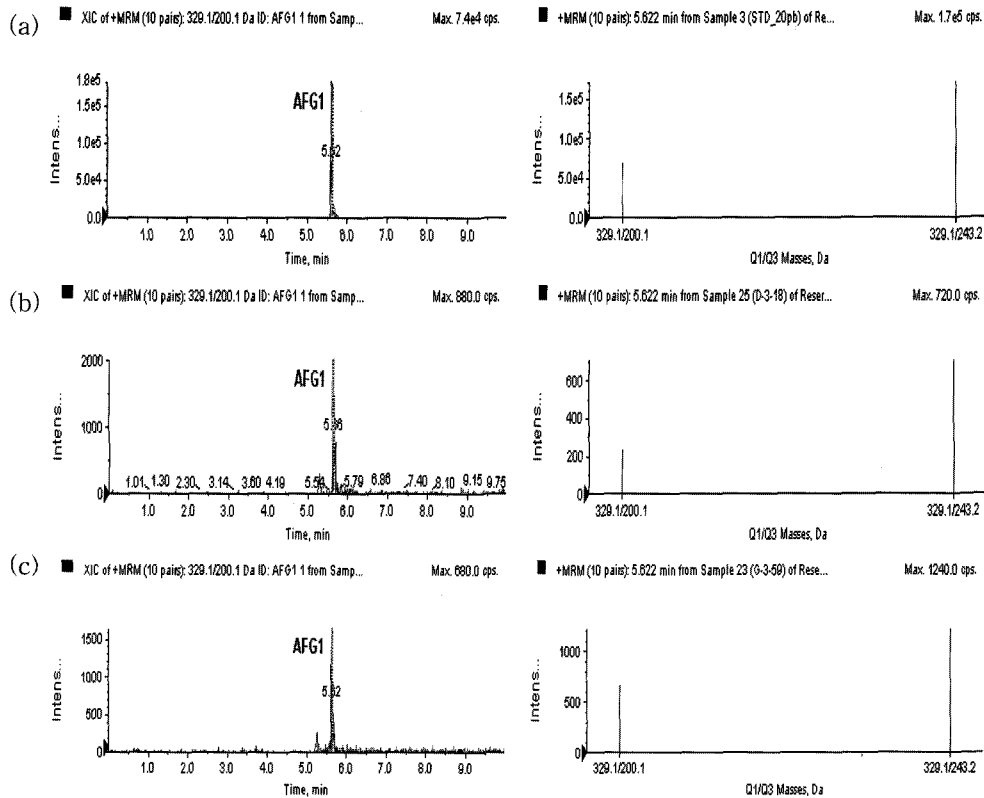 (a)
XIC of +MRM (10 pairs): 329.1/200.1 Da ID: AFG1 1 from Samp... Max. 7.4e4 cps.
1.8e5
1.5e5
1.0e5
5.0e4
0.0
Intens...
AFG1
1.0 2.0 3.0 4.0 5.0 6.0 7.0 8.0 9.0
Time, min
+MRM (10 pairs): 5.622 min from Sample 3 (STD_20pb) of Re... Max. 1.7e5 cps.
1.5e5
1.0e5
5.0e4
0.0
Intens...
329.1/200.1 329.1/243.2
Q1/Q3 Masses, Da
(b)
XIC of +MRM (10 pairs): 329.1/200.1 Da ID: AFG1 1 from Samp... Max. 880.0 cps.
2000
1000
0
Intens...
AFG1
1.01 1.30 2.30 3.14 3.60 4.19 5.79 6.86 7.40 8.10 9.15 9.75
1.0 2.0 3.0 4.0 5.0 6.0 7.0 8.0 9.0
Time, min
+MRM (10 pairs): 5.622 min from Sample 25 (D-3-18) of Reser... Max. 720.0 cps.
600
400
200
0
Intens...
329.1/200.1 329.1/243.2
Q1/Q3 Masses, Da
(c)
XIC of +MRM (10 pairs): 329.1/200.1 Da ID: AFG1 1 from Samp... Max. 680.0 cps.
1500
1000
500
0
Intens...
AFG1
1.0 2.0 3.0 4.0 5.0 6.0 7.0 8.0 9.0
Time, min
+MRM (10 pairs): 5.622 min from Sample 23 (G-3-59) of Rese... Max. 1240.0 cps.
1000
500
0
Intens...
329.1/200.1 329.1/243.2
Q1/Q3 Masses, Da